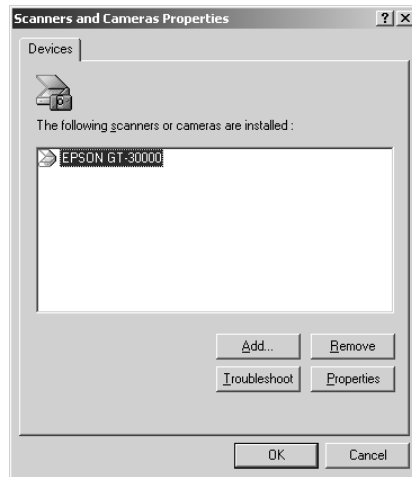 Scanners and Cameras Properties ? ×
Devices
The following scanners or cameras are installed :
EPSON GT-30000
Add... Remove
Troubleshoot Properties
OK Cancel